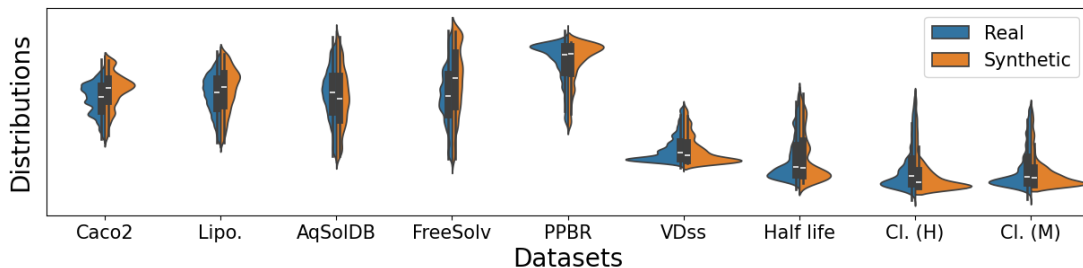 Distributions
Real
Synthetic
Caco2 Lipo. AqSolDB FreeSolv PPBR VDss Half life Cl. (H) Cl. (M)
Datasets